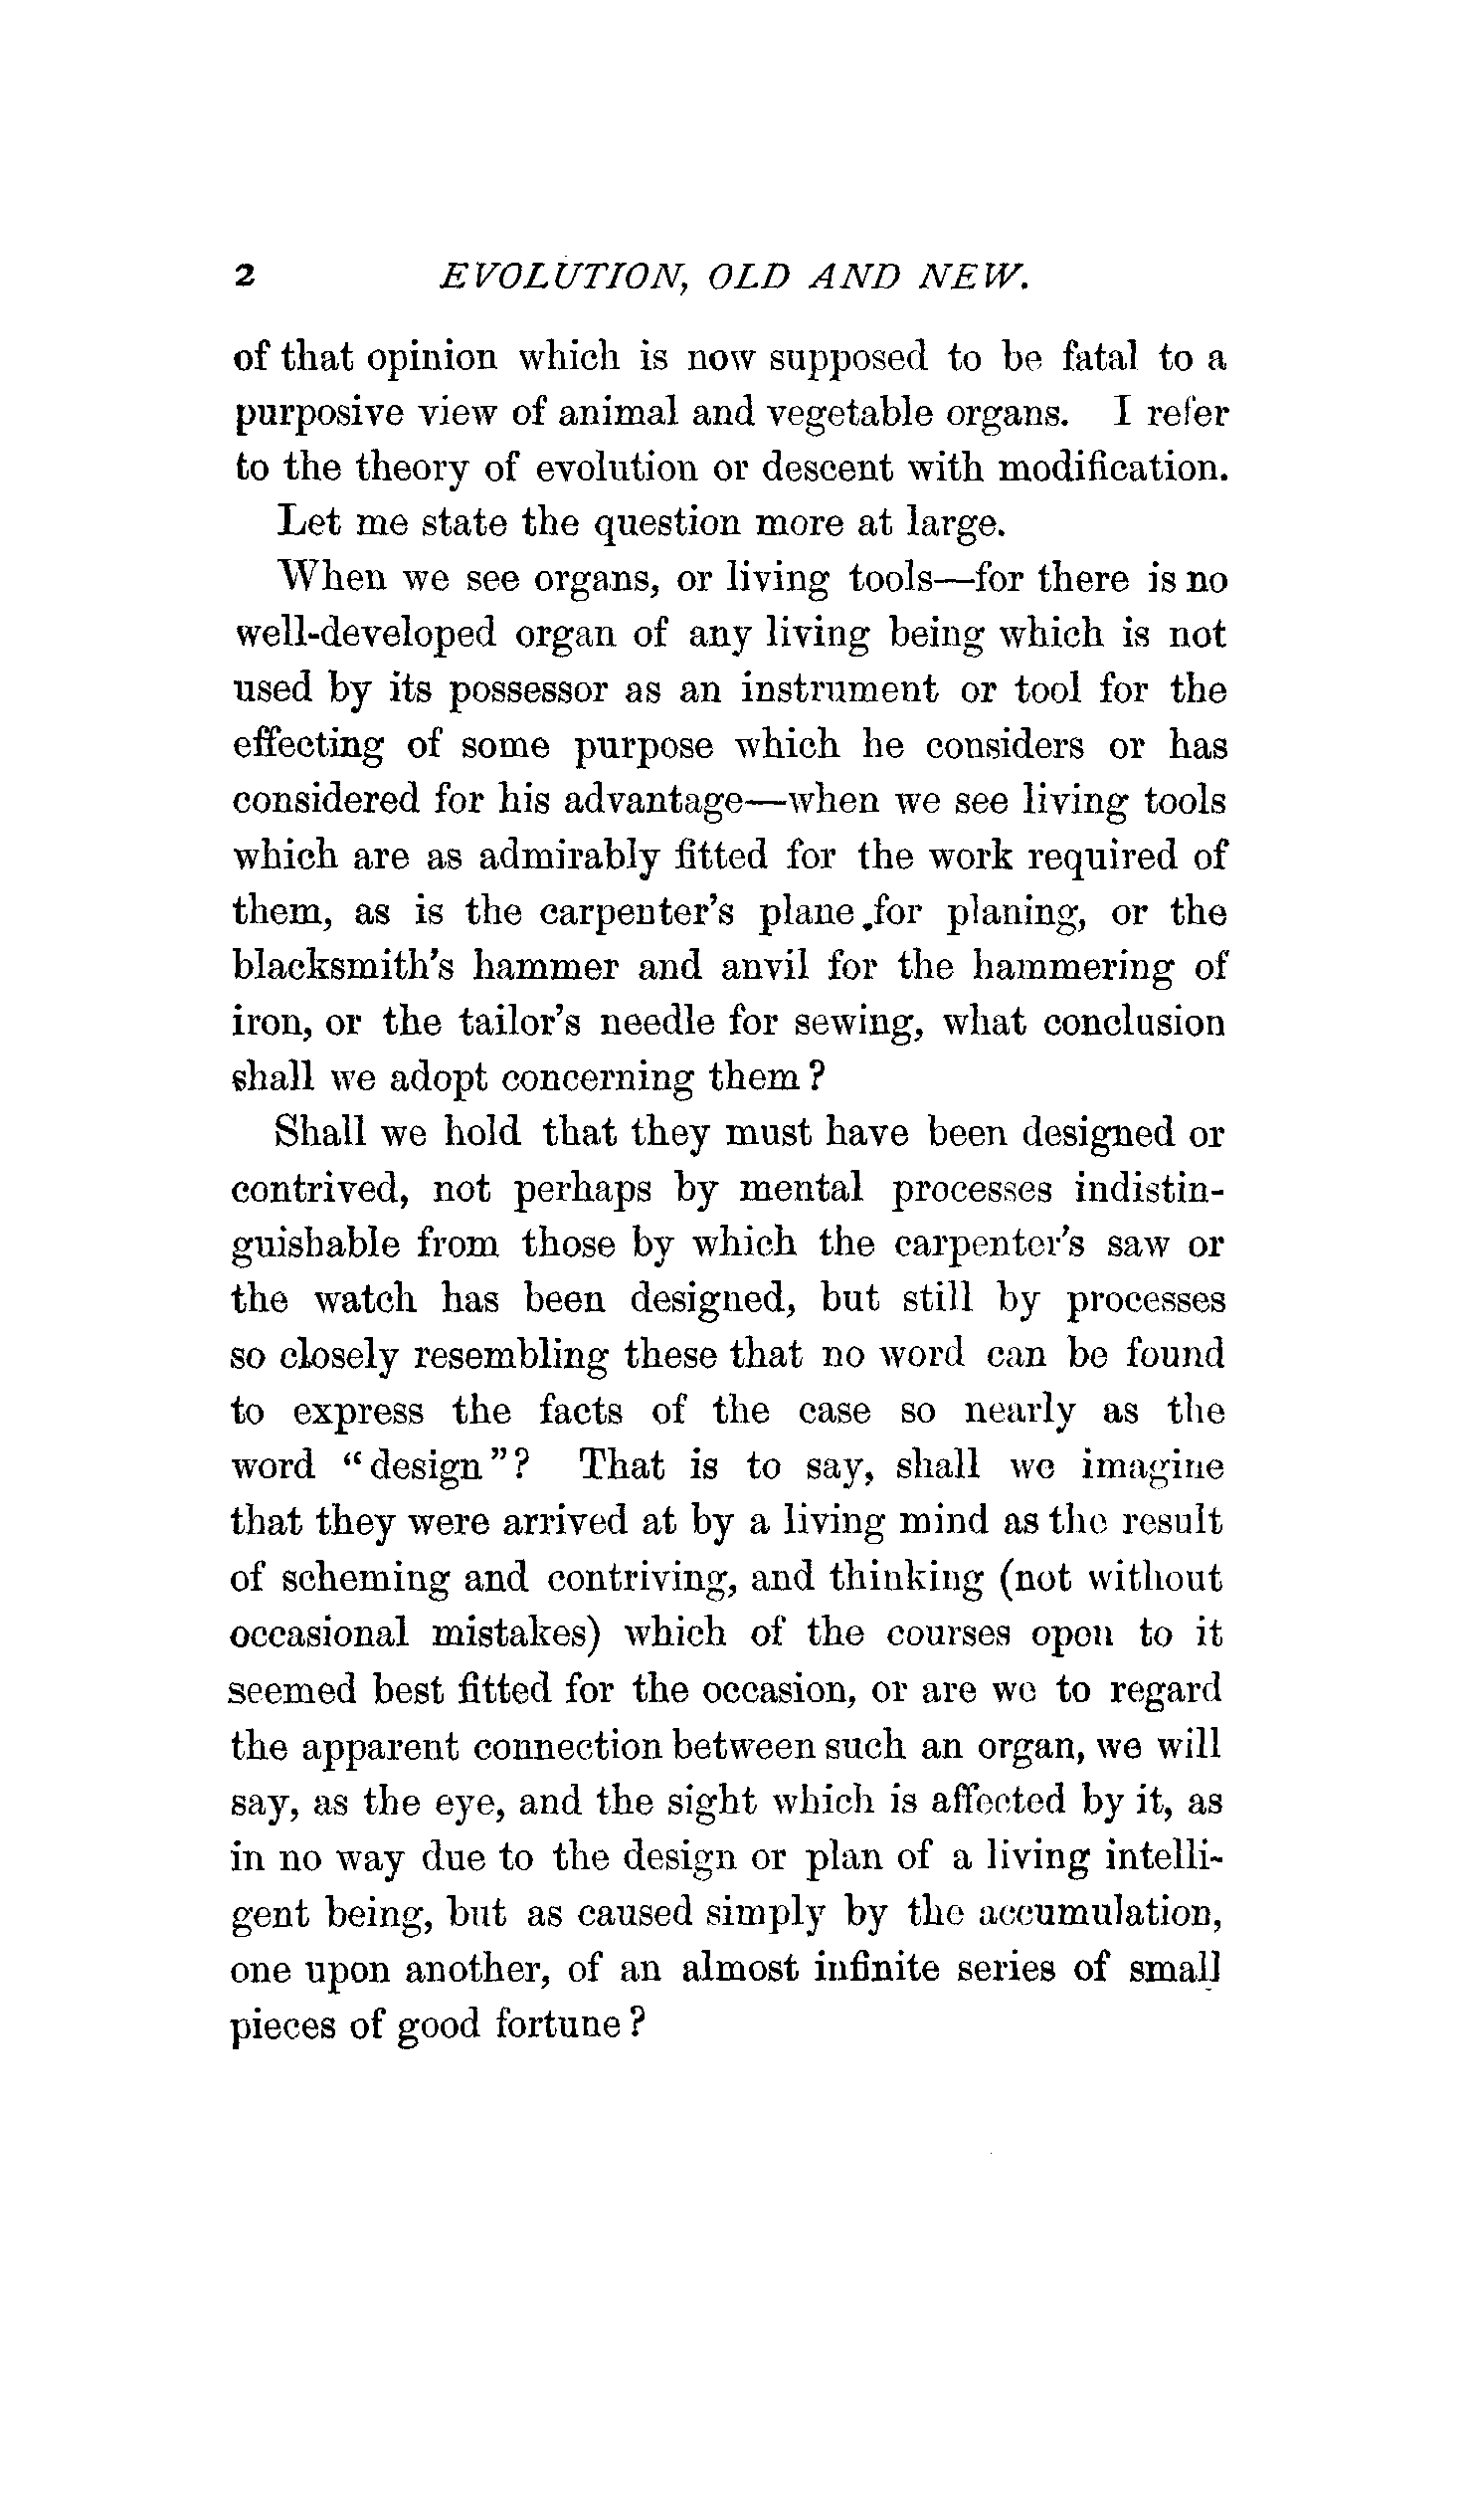 2 EVOLUTION, OLD AND NEW.
of that opinion which is now supposed to be fatal to a
purposive view of animal and vegetable organs. I refer
to the theory of evolution or descent with modification.
Let me state the question more at large.
When we see organs, or living tools—for there is no
well-developed organ of any living being which is not
used by its possessor as an instrument or tool for the
effecting of some purpose which he considers or has
considered for his advantage—when we see living tools
which are as admirably fitted for the work required of
them, as is the carpenter's plane for planing, or the
blacksmith's hammer and anvil for the hammering of
iron, or the tailor's needle for sewing, what conclusion
shall we adopt concerning them?
Shall we hold that they must have been designed or
contrived, not perhaps by mental processes indistin-
guishable from those by which the carpenter's saw or
the watch has been designed, but still by processes
so closely resembling these that no word can be found
to express the facts of the case so nearly as the
word "design"? That is to say, shall we imagine
that they were arrived at by a living mind as the result
of scheming and contriving, and thinking (not without
occasional mistakes) which of the courses open to it
seemed best fitted for the occasion, or are we to regard
the apparent connection between such an organ, we will
say, as the eye, and the sight which is affected by it, as
in no way due to the design or plan of a living intelli-
gent being, but as caused simply by the accumulation,
one upon another, of an almost infinite series of small
pieces of good fortune?